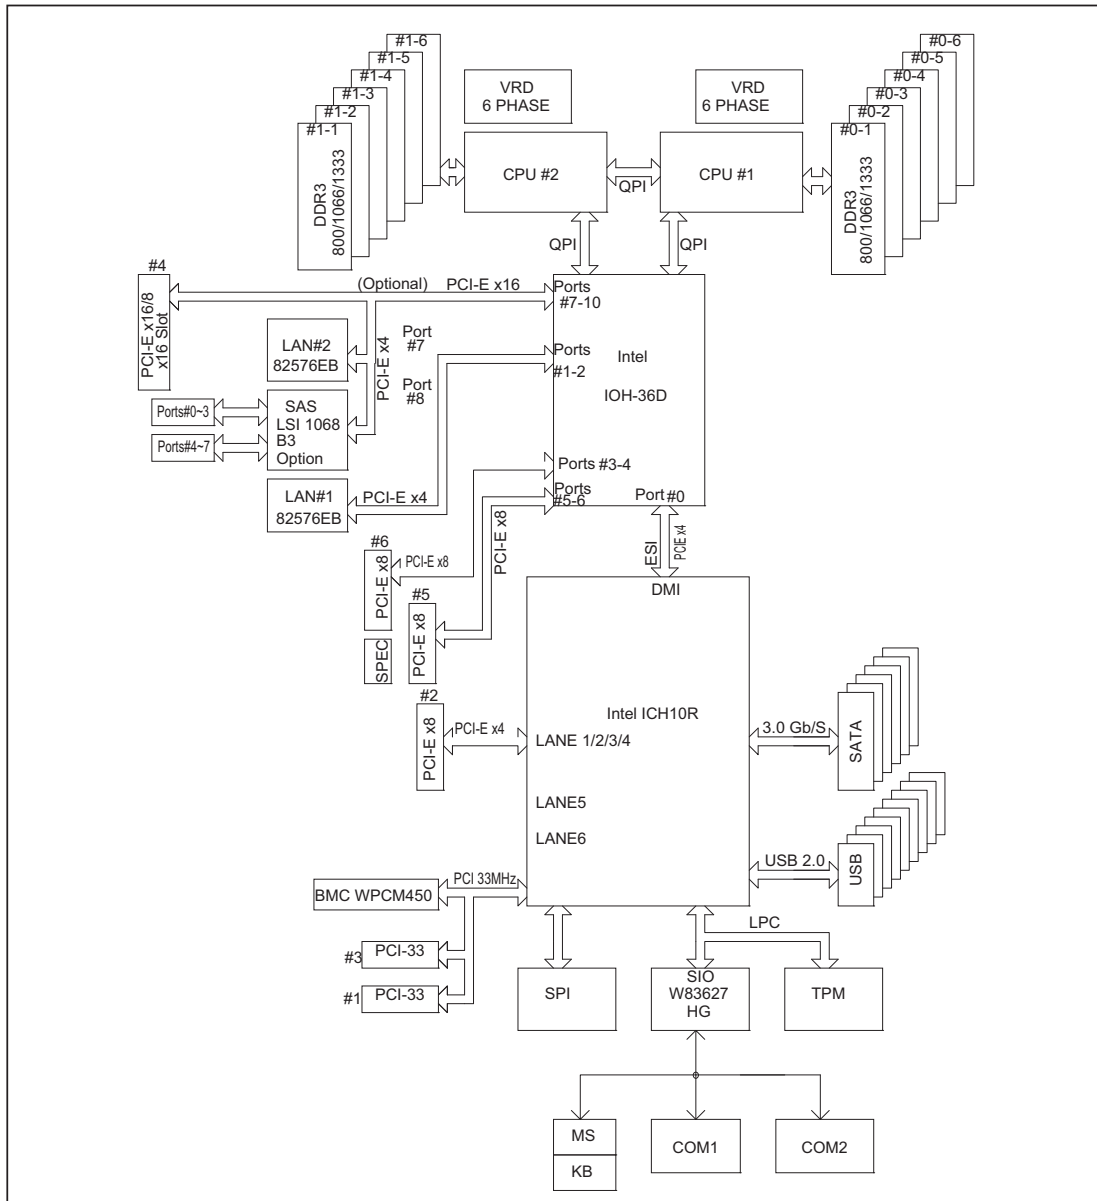 #1-6
#1-5
#1-4
#1-3
#1-2
#1-1
DDR3
800/1066/1333
VRD
6 PHASE
VRD
6 PHASE
#0-6
#0-5
#0-4
#0-3
#0-2
#0-1
DDR3
800/1066/1333
CPU #2
QPI
CPU #1
QPI
QPI
#4
PCI-E x16/8
x16 Slot
(Optional)
PCI-E x16
Ports
#7-10
LAN#2
82576EB
PCI-E x4
Port
#7
Port
#8
Ports
#1-2
Intel
IOH-36D
Ports#0~3
Ports#4~7
SAS
LSI 1068
B3
Option
Ports #3-4
Ports
#5-6
Port #0
LAN#1
82576EB
PCI-E x4
PCI-E x8
ESI
PCIE x4
#6
PCI-E x8
PCI-E x8
#5
PCI-E x8
SPEC
DMI
#2
PCI-E x8
PCI-E x4
Intel ICH10R
LANE 1/2/3/4
LANE5
LANE6
3.0 Gb/S
SATA
USB 2.0
USB
PCI 33MHz
BMC WPCM450
#3
PCI-33
#1
PCI-33
LPC
SPI
SIO
W83627
HG
TPM
MS
KB
COM1
COM2